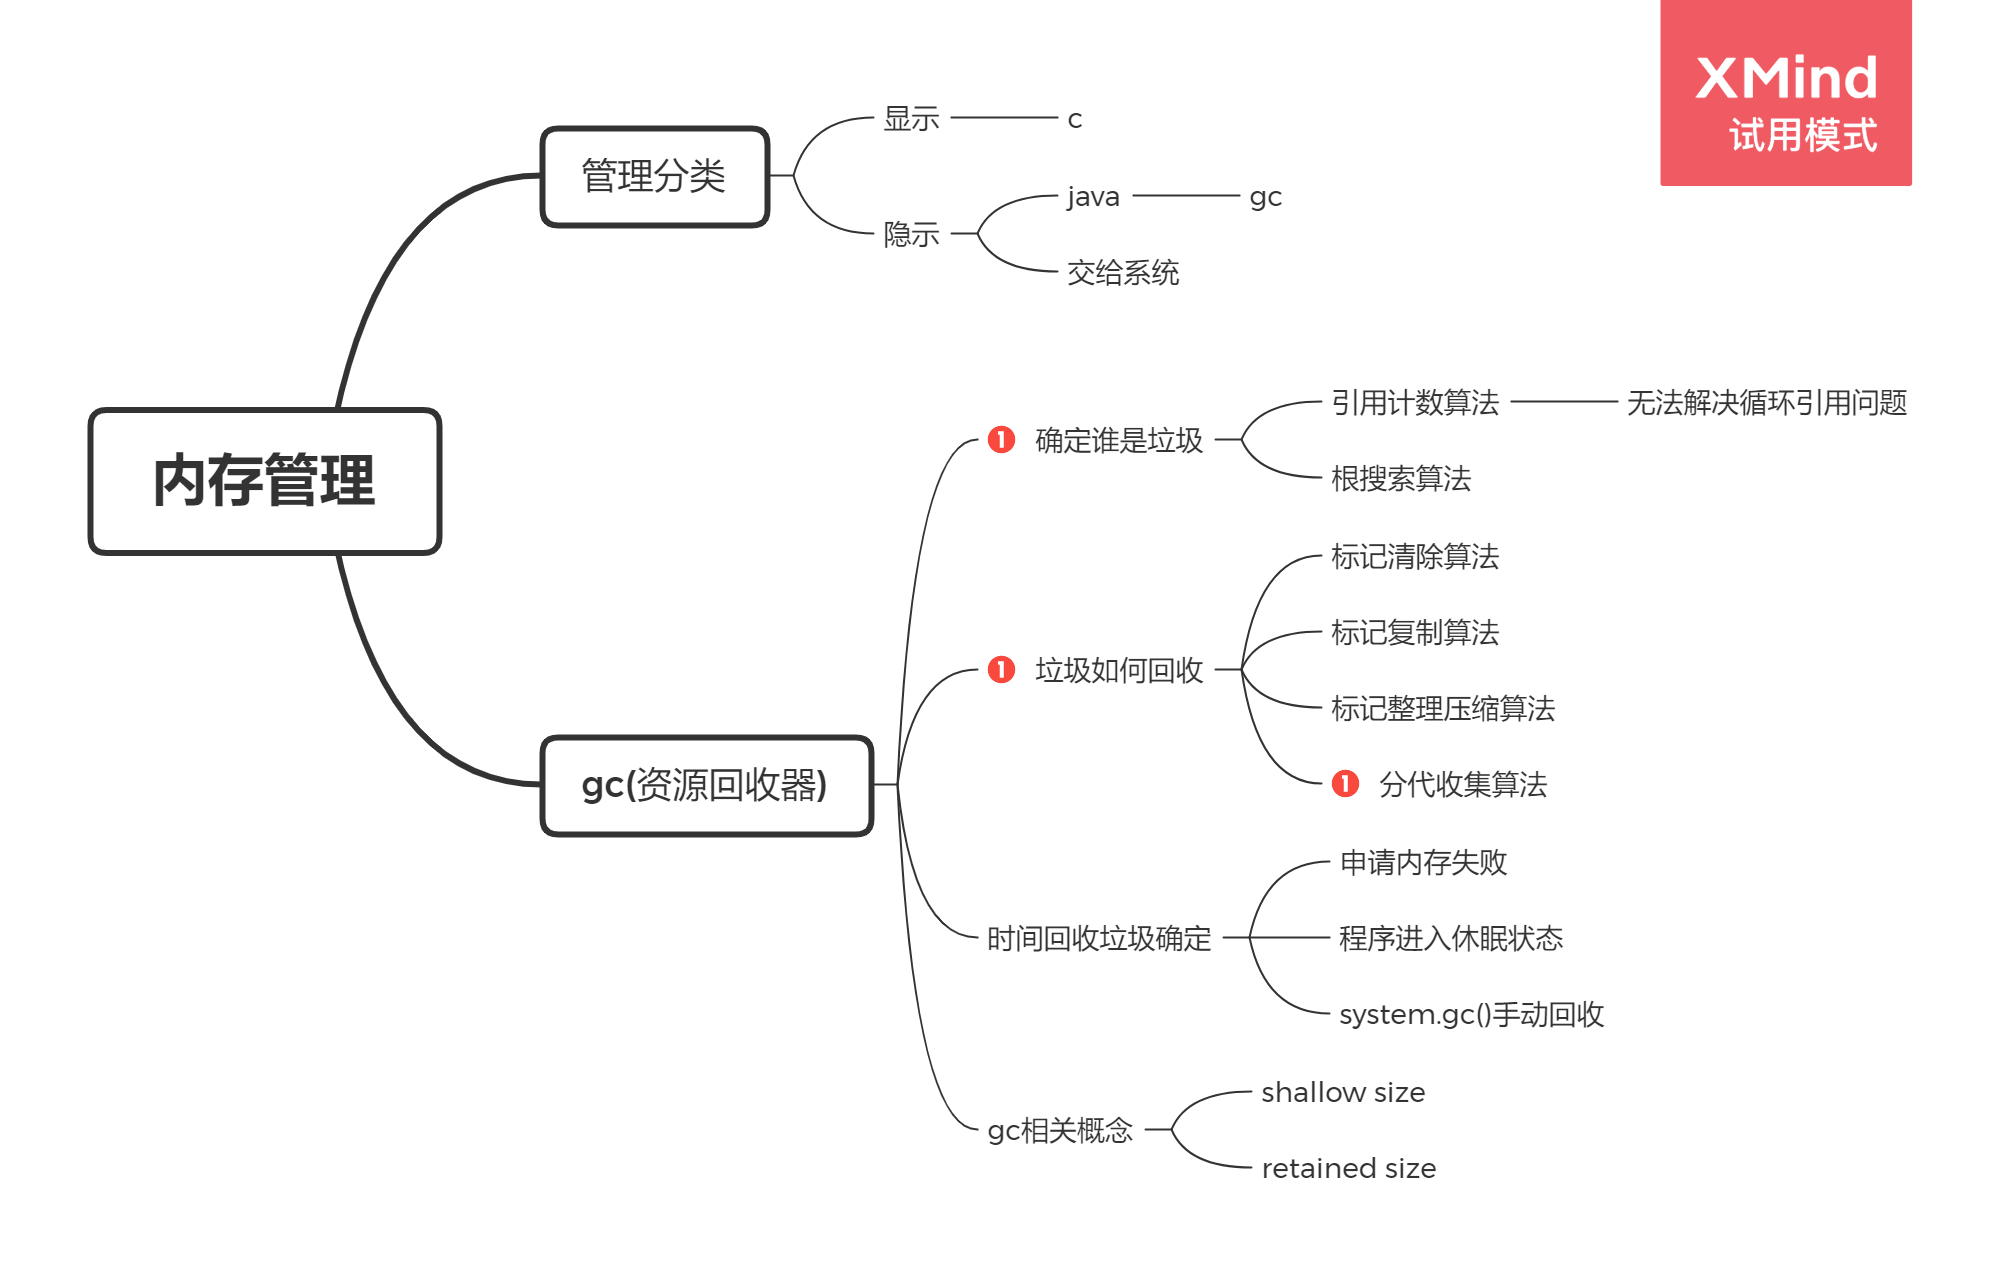 XMind
试用模式
内存管理
管理分类
显示
c
隐示
java
gc
交给系统
gc(资源回收器)
1 确定谁是垃圾
引用计数算法
无法解决循环引用问题
根搜索算法
1 垃圾如何回收
标记清除算法
标记复制算法
标记整理压缩算法
1 分代收集算法
时间回收垃圾确定
申请内存失败
程序进入休眠状态
system.gc()手动回收
gc相关概念
shallow size
retained size